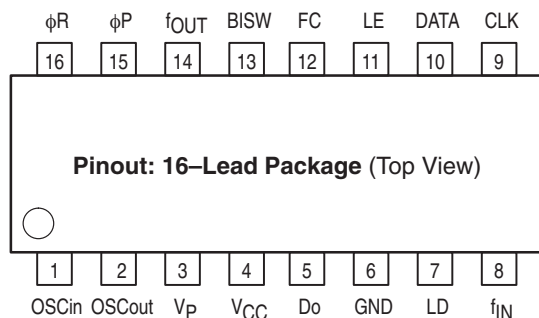 φR φP fOUT BISW FC LE DATA CLK
16 15 14 13 12 11 10 9
Pinout: 16–Lead Package (Top View)
1 2 3 4 5 6 7 8
OSCin OSCout VP VCC Do GND LD fIN